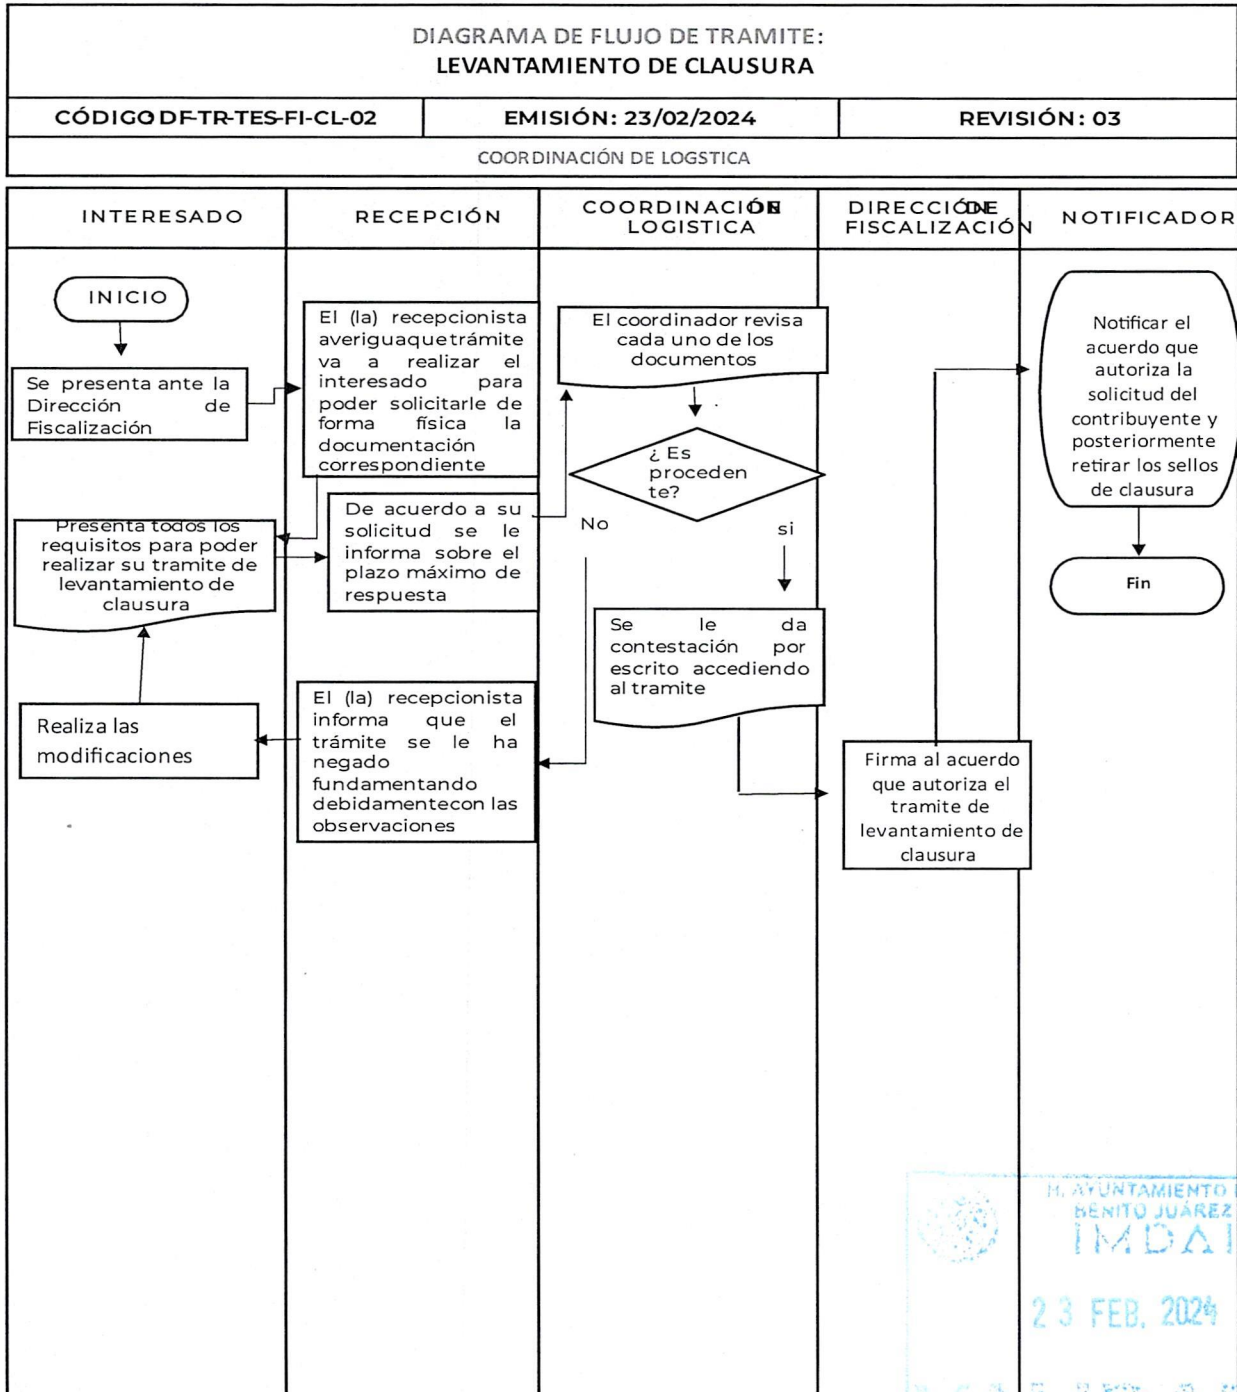 DIAGRAMA DE FLUJO DE TRAMITE:
LEVANTAMIENTO DE CLAUSURA
CÓDIGO DF-TR-TES-FI-CL-02
EMISIÓN: 23/02/2024
REVISIÓN: 03
COORDINACIÓN DE LOGSTICA
INTERESADO
RECEPCIÓN
COORDINACIÓN DE
LOGISTICA
DIRECCIÓN DE
FISCALIZACIÓN
NOTIFICADOR
INICIO
Se presenta ante la
Dirección de
Fiscalización
El (la) recepcionista
averigua que trámite
va a realizar el
interesado para
poder solicitarle de
forma física la
documentación
correspondiente
Presenta todos los
requisitos para poder
realizar su tramite de
levantamiento de
clausura
De acuerdo a su
solicitud se le
informa sobre el
plazo máximo de
respuesta
El coordinador revisa
cada uno de los
documentos
¿ Es
proceden
te?
No
si
Se le da
contestación por
escrito accediendo
al tramite
El (la) recepcionista
informa que el
trámite se le ha
negado
fundamentando
debidamente con las
observaciones
Realiza las
modificaciones
Firma al acuerdo
que autoriza el
tramite de
levantamiento de
clausura
Notificar el
acuerdo que
autoriza la
solicitud del
contribuyente y
posteriormente
retirar los sellos
de clausura
Fin
H. AYUNTAMIENTO
BENITO JUÁREZ
IMDAI
23 FEB. 2024